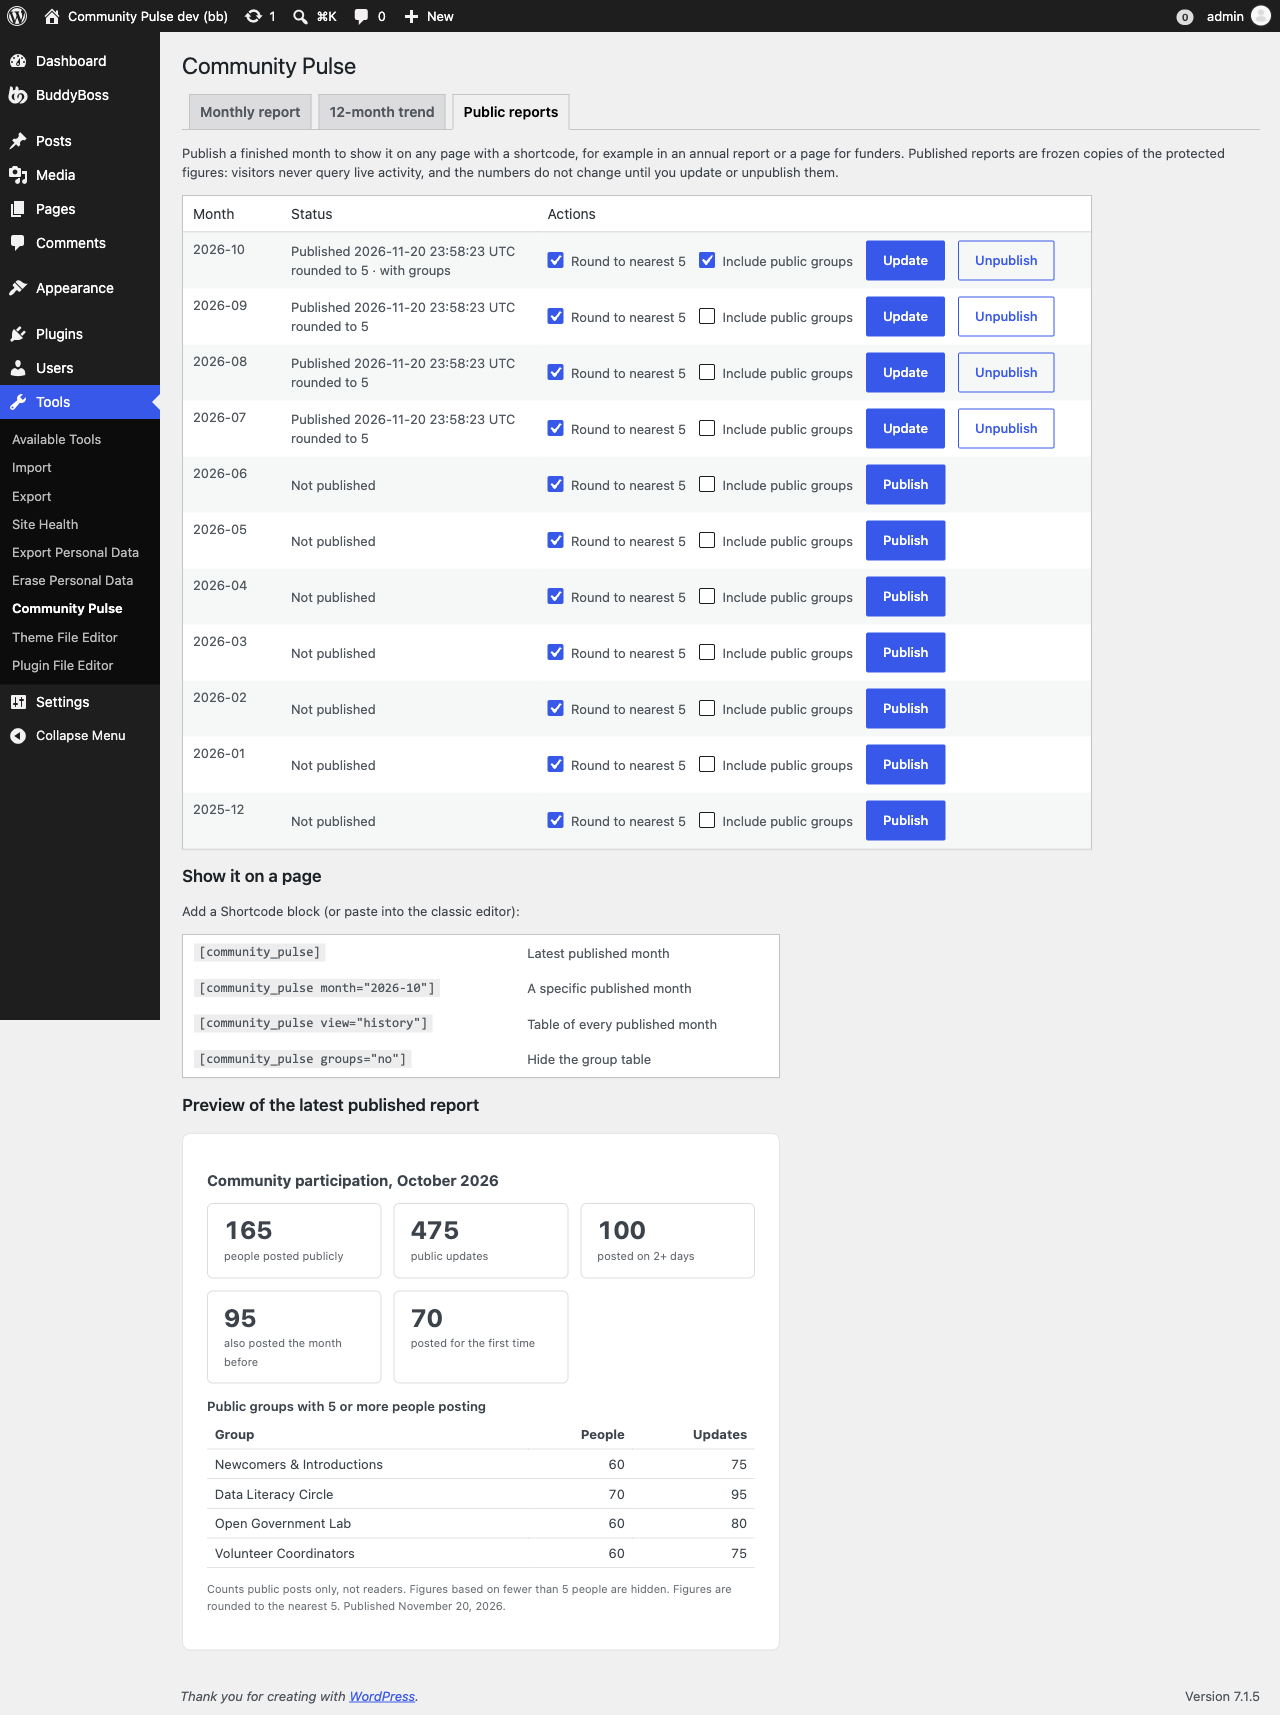 Community Pulse dev (bb)
1
⌘K
0
New
0
admin
Dashboard
BuddyBoss
Posts
Media
Pages
Comments
Appearance
Plugins
Users
Tools
Available Tools
Import
Export
Site Health
Export Personal Data
Erase Personal Data
Community Pulse
Theme File Editor
Plugin File Editor
Settings
Collapse Menu
Community Pulse
Monthly report
12-month trend
Public reports
Publish a finished month to show it on any page with a shortcode, for example in an annual report or a page for funders. Published reports are frozen copies of the protected
figures: visitors never query live activity, and the numbers do not change until you update or unpublish them.
Month Status Actions
2026-10 Published 2026-11-20 23:58:23 UTC
rounded to 5 · with groups
Round to nearest 5 Include public groups Update Unpublish
2026-09 Published 2026-11-20 23:58:23 UTC
rounded to 5
Round to nearest 5 Include public groups Update Unpublish
2026-08 Published 2026-11-20 23:58:23 UTC
rounded to 5
Round to nearest 5 Include public groups Update Unpublish
2026-07 Published 2026-11-20 23:58:23 UTC
rounded to 5
Round to nearest 5 Include public groups Update Unpublish
2026-06 Not published Round to nearest 5 Include public groups Publish
2026-05 Not published Round to nearest 5 Include public groups Publish
2026-04 Not published Round to nearest 5 Include public groups Publish
2026-03 Not published Round to nearest 5 Include public groups Publish
2026-02 Not published Round to nearest 5 Include public groups Publish
2026-01 Not published Round to nearest 5 Include public groups Publish
2025-12 Not published Round to nearest 5 Include public groups Publish
Show it on a page
Add a Shortcode block (or paste into the classic editor):
[community_pulse] Latest published month
[community_pulse month="2026-10"] A specific published month
[community_pulse view="history"] Table of every published month
[community_pulse groups="no"] Hide the group table
Preview of the latest published report
Community participation, October 2026
165
people posted publicly
475
public updates
100
posted on 2+ days
95
also posted the month
before
70
posted for the first time
Public groups with 5 or more people posting
Group People Updates
Newcomers & Introductions 60 75
Data Literacy Circle 70 95
Open Government Lab 60 80
Volunteer Coordinators 60 75
Counts public posts only, not readers. Figures based on fewer than 5 people are hidden. Figures are
rounded to the nearest 5. Published November 20, 2026.
Thank you for creating with WordPress.
Version 7.1.5